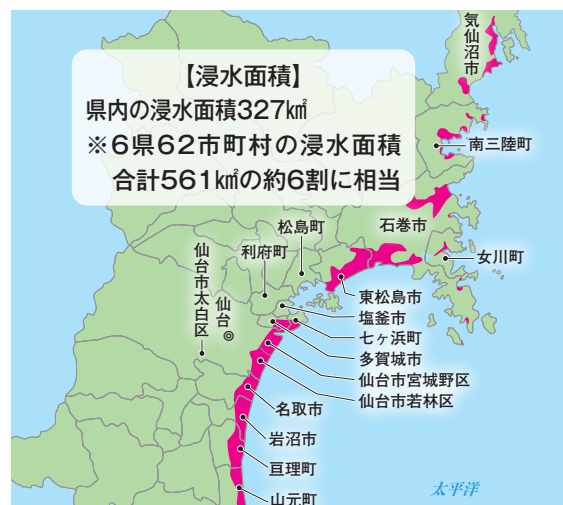 【浸水面積】
県内の浸水面積327㎢
※6県62市町村の浸水面積
合計561㎢の約6割に相当
気仙沼市
南三陸町
石巻市
女川町
松島町
利府町
仙台市太白区
仙台
東松島市
塩釜市
七ヶ浜町
多賀城市
仙台市宮城野区
仙台市若林区
名取市
岩沼市
亘理町
山元町
太平洋